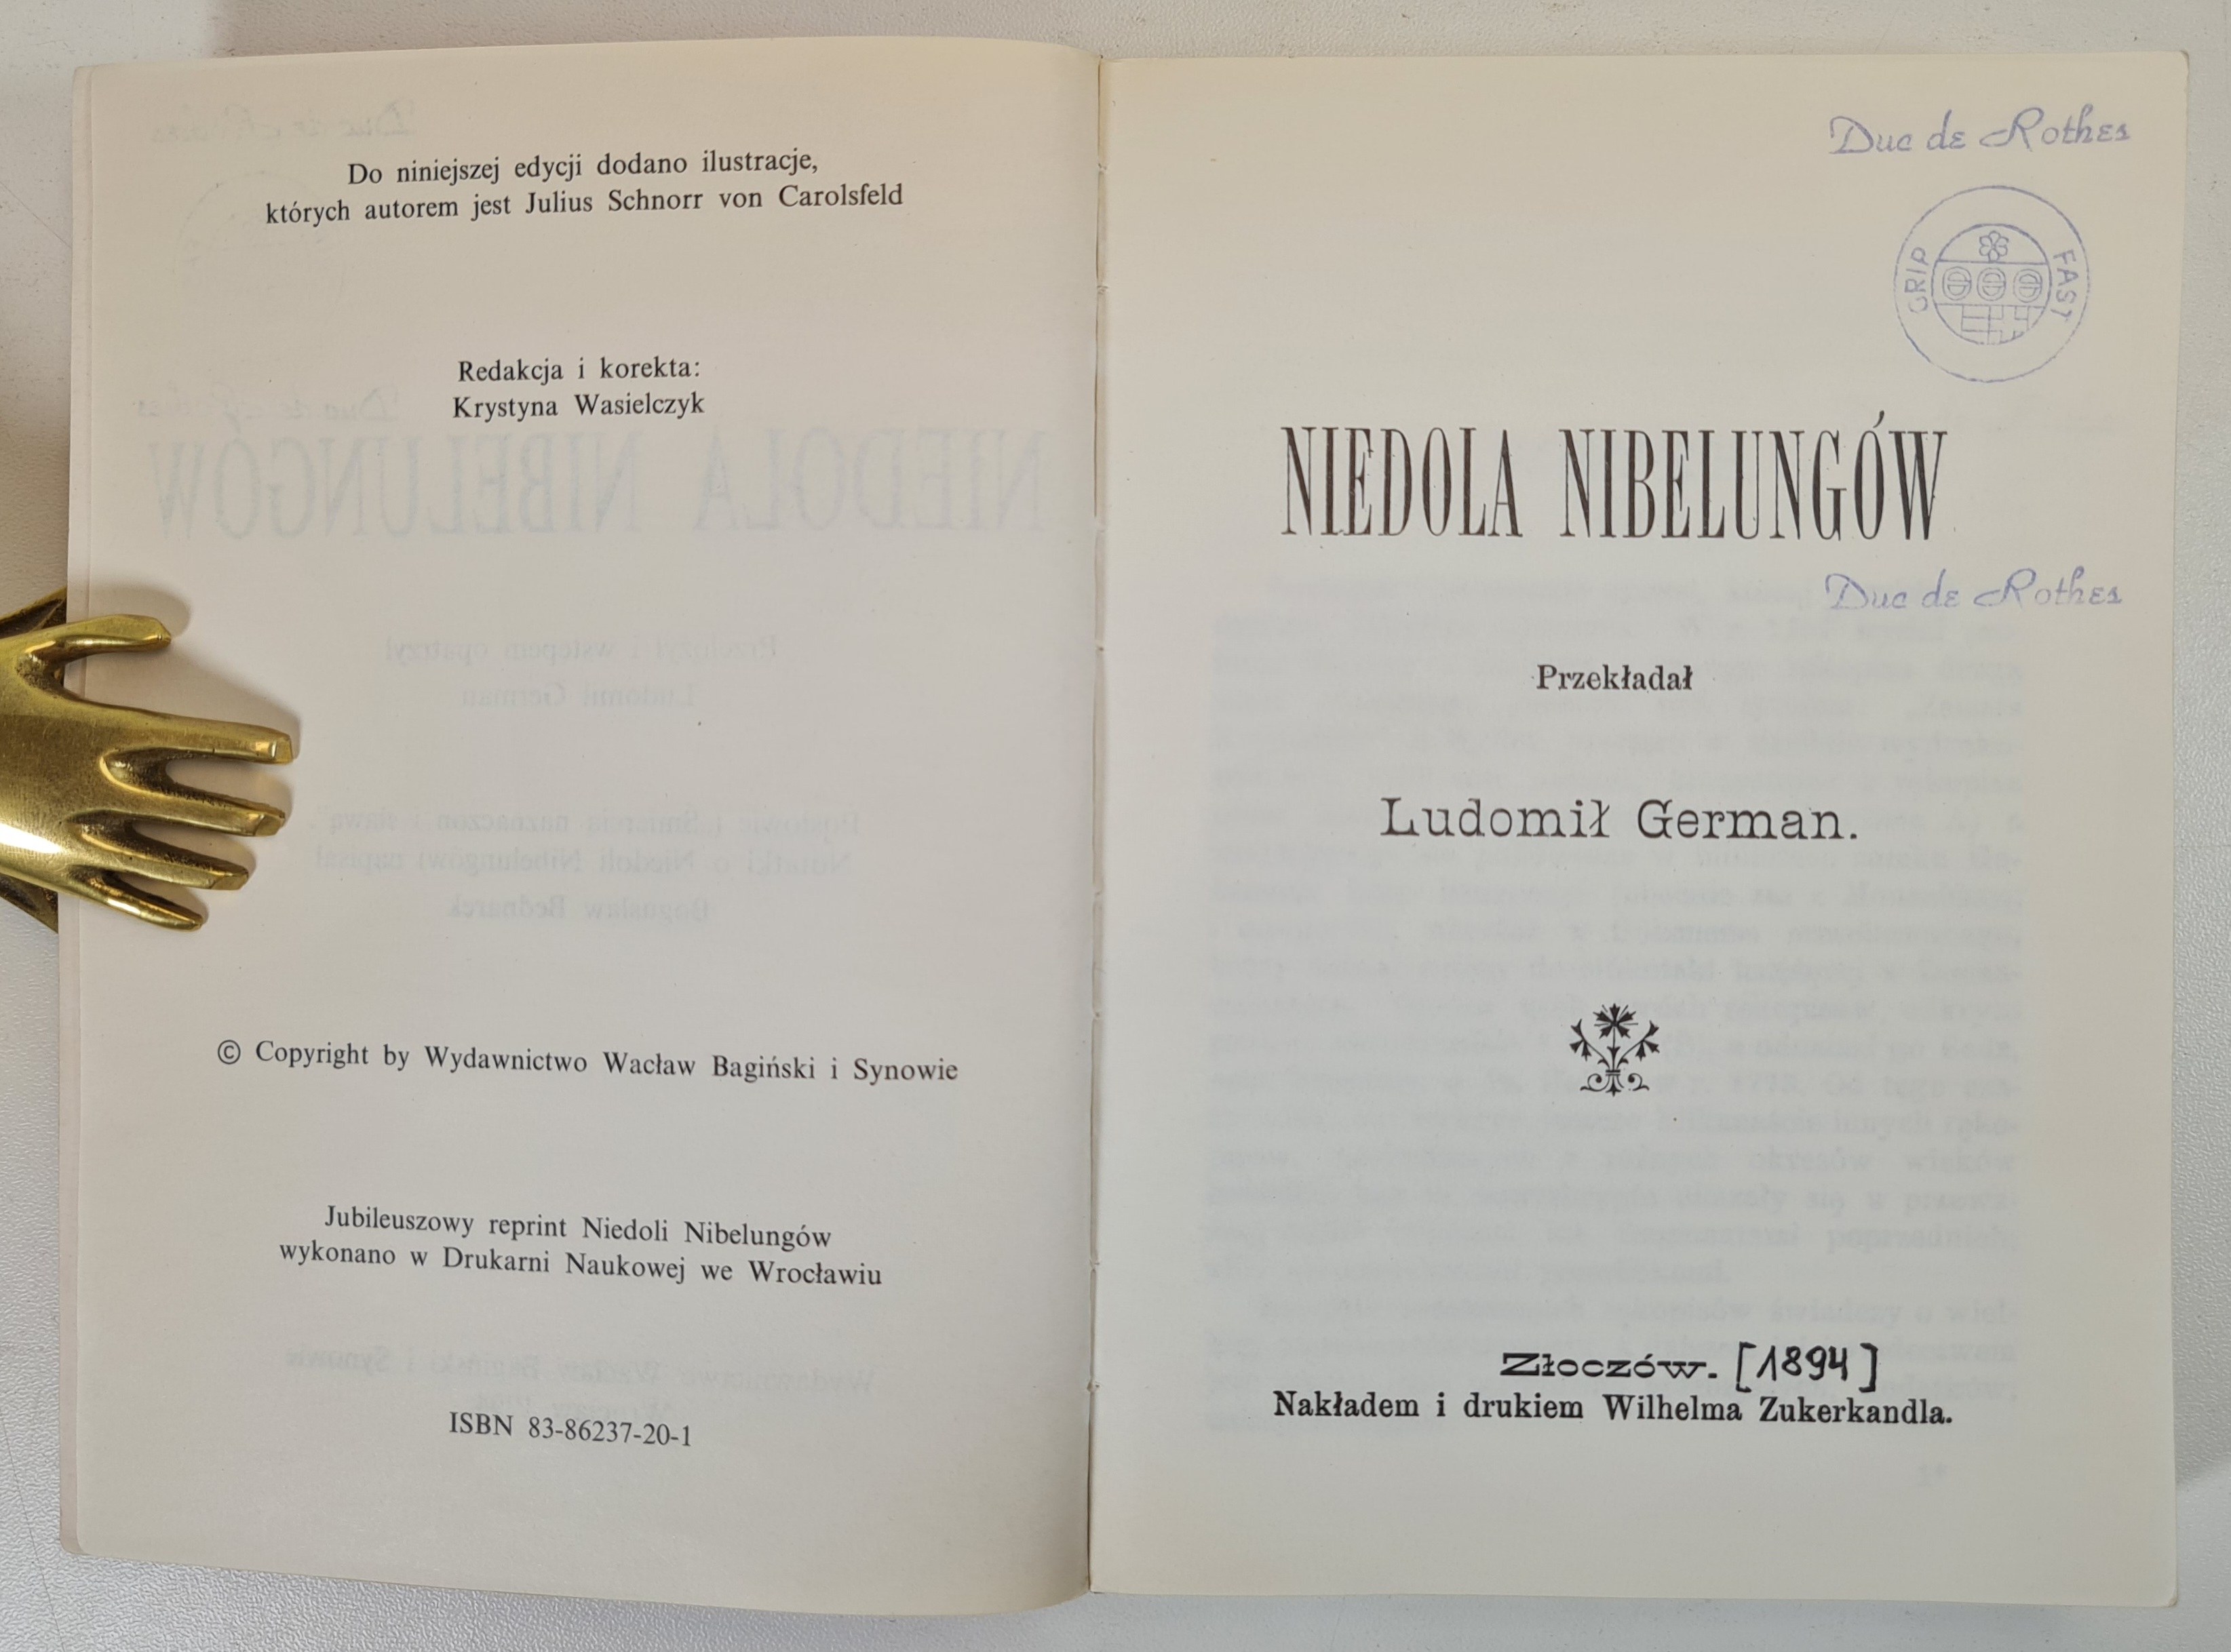 Do niniejszej edycji dodano ilustracje,
których autorem jest Julius Schnorr von Carolsfeld
Redakcja i korekta:
Krystyna Wasielczyk
© Copyright by Wydawnictwo Wacław Bagiński i Synowie
Jubileuszowy reprint Niedoli Nibelungów
wykonano w Drukarni Naukowej we Wrocławiu
ISBN 83-86237-20-1
Duc de Rothes
GRIP FAST
NIEDOLA NIBELUNGÓW
Duc de Rothes
Przekładał
Ludomił German.
Złoczów. [1894]
Nakładem i drukiem Wilhelma Zukerkandla.